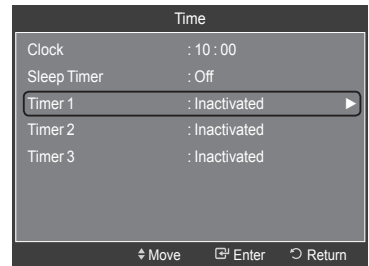 Time
Clock : 10 : 00
Sleep Timer : Off
Timer 1 : Inactivated
Timer 2 : Inactivated
Timer 3 : Inactivated
Move Enter Return